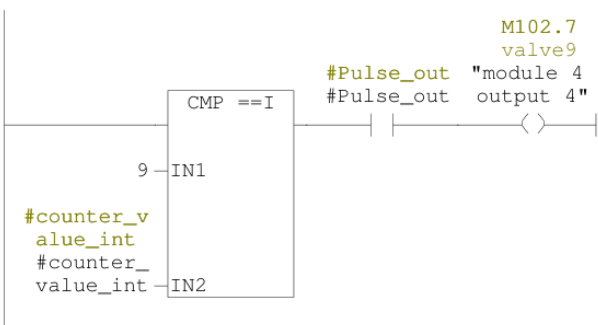 M102.7
valve9
#Pulse_out "module 4
#Pulse_out output 4"
CMP ==I
9 IN1
#counter_v
alue_int
#counter_
value_int IN2